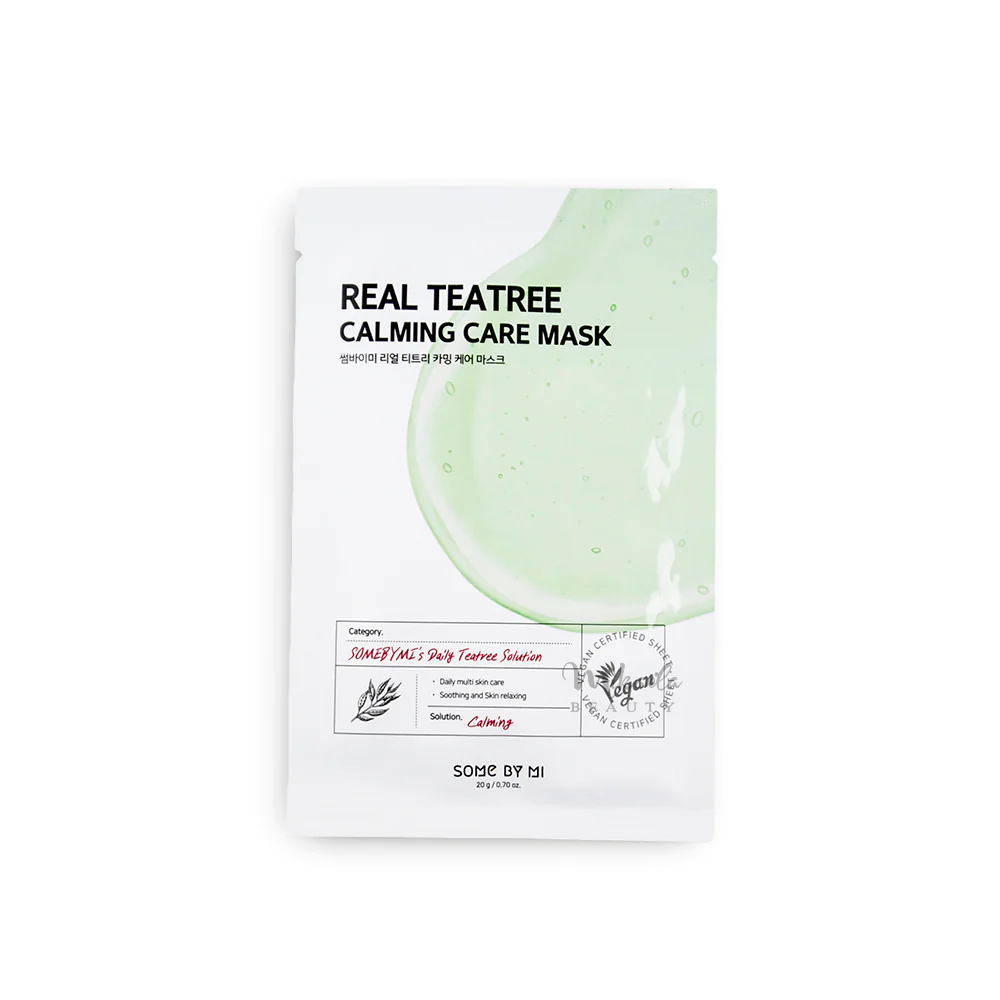 REAL TEATREE
CALMING CARE MASK
썸바이미 리얼 티트리 카밍 케어 마스크
Category.
SOMEBYMI's Daily Teatree Solution
· Daily multi skin care
· Soothing and Skin relaxing
Solution. Calming
VEGAN CERTIFIED SHEET
Vegan
VEGAN CERTIFIED
BEAUTY
SOME BY MI
20 g / 0.70 oz.